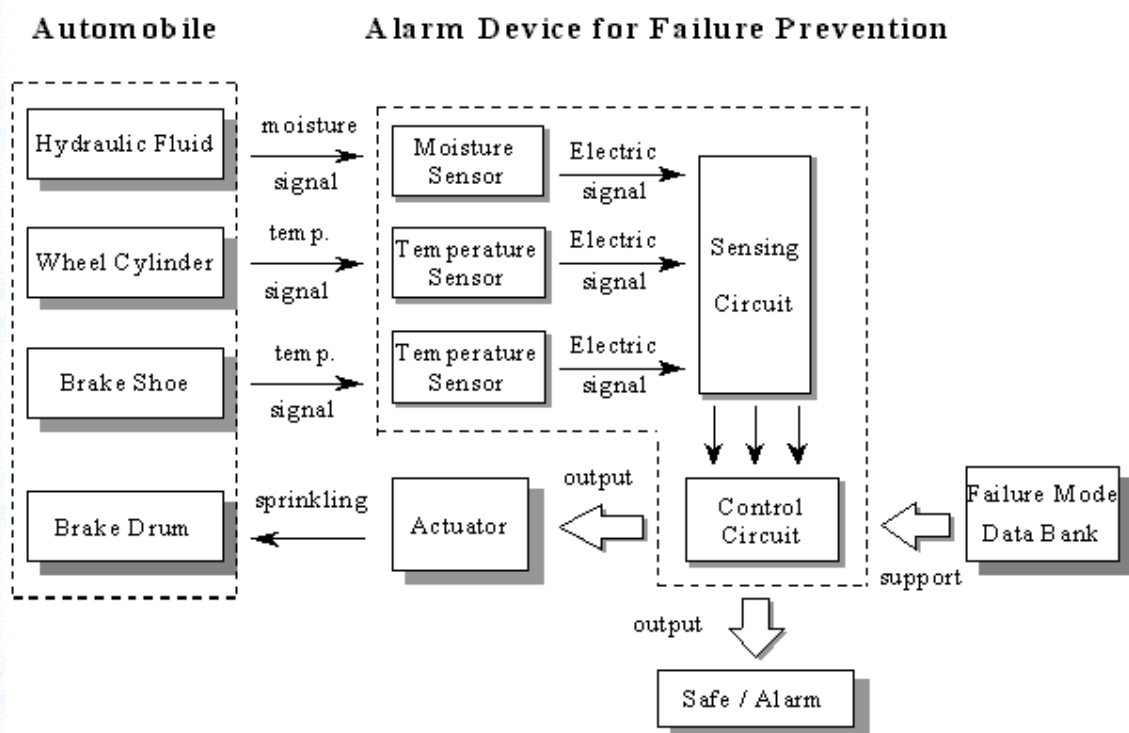 Automobile
Alarm Device for Failure Prevention
Hydraulic Fluid
moisture
signal
Moisture
Sensor
Electric
signal
Wheel Cylinder
temp.
signal
Temperature
Sensor
Electric
signal
Sensing
Circuit
Brake Shoe
temp.
signal
Temperature
Sensor
Electric
signal
Brake Drum
sprinkling
Actuator
output
Control
Circuit
support
Failure Mode
Data Bank
output
Safe / Alarm